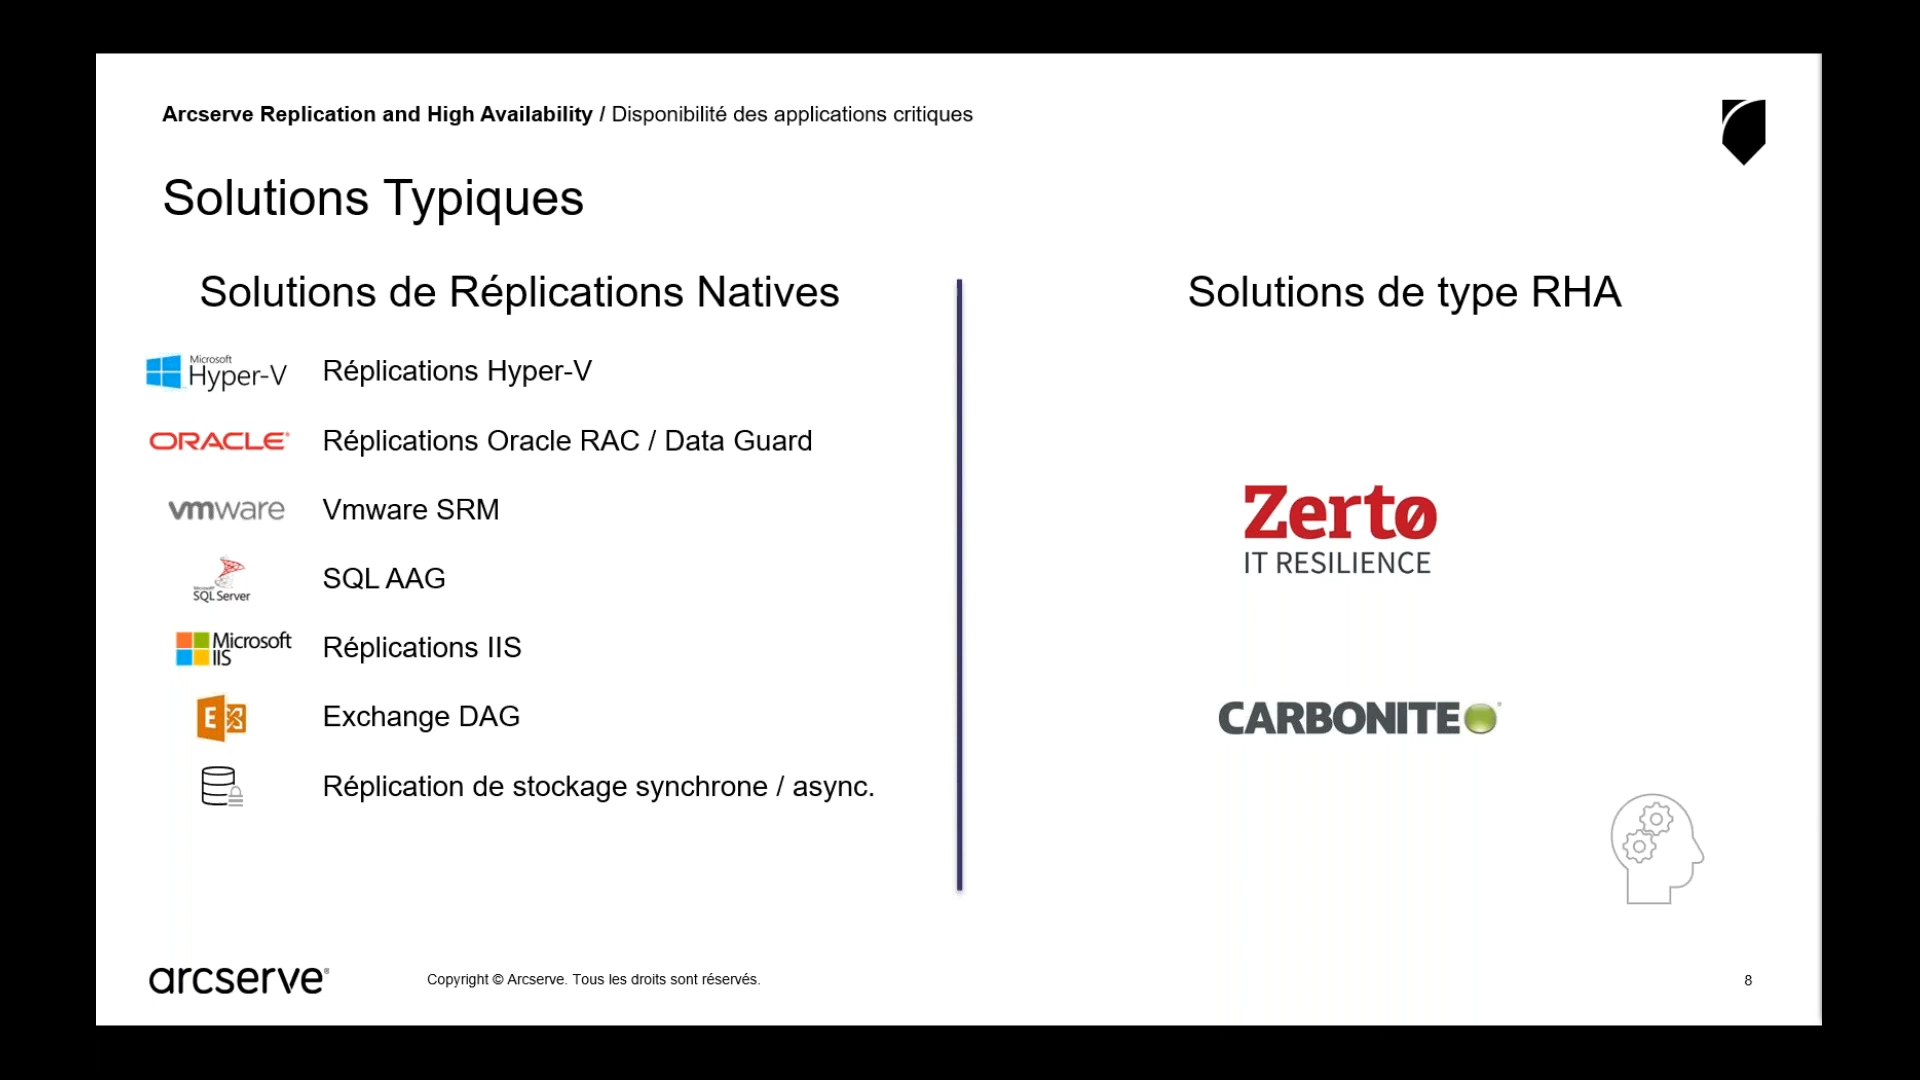 Arcserve Replication and High Availability / Disponibilité des applications critiques
Solutions Typiques
Solutions de Réplications Natives
Microsoft
Hyper-V
Réplications Hyper-V
ORACLE®
Réplications Oracle RAC / Data Guard
vmware
Vmware SRM
Microsoft
SQL Server
SQL AAG
Microsoft
IIS
Réplications IIS
E
Exchange DAG
Réplication de stockage synchrone / async.
Solutions de type RHA
Zertø
IT RESILIENCE
CARBONITE
arcserve®
Copyright © Arcserve. Tous les droits sont réservés.
8